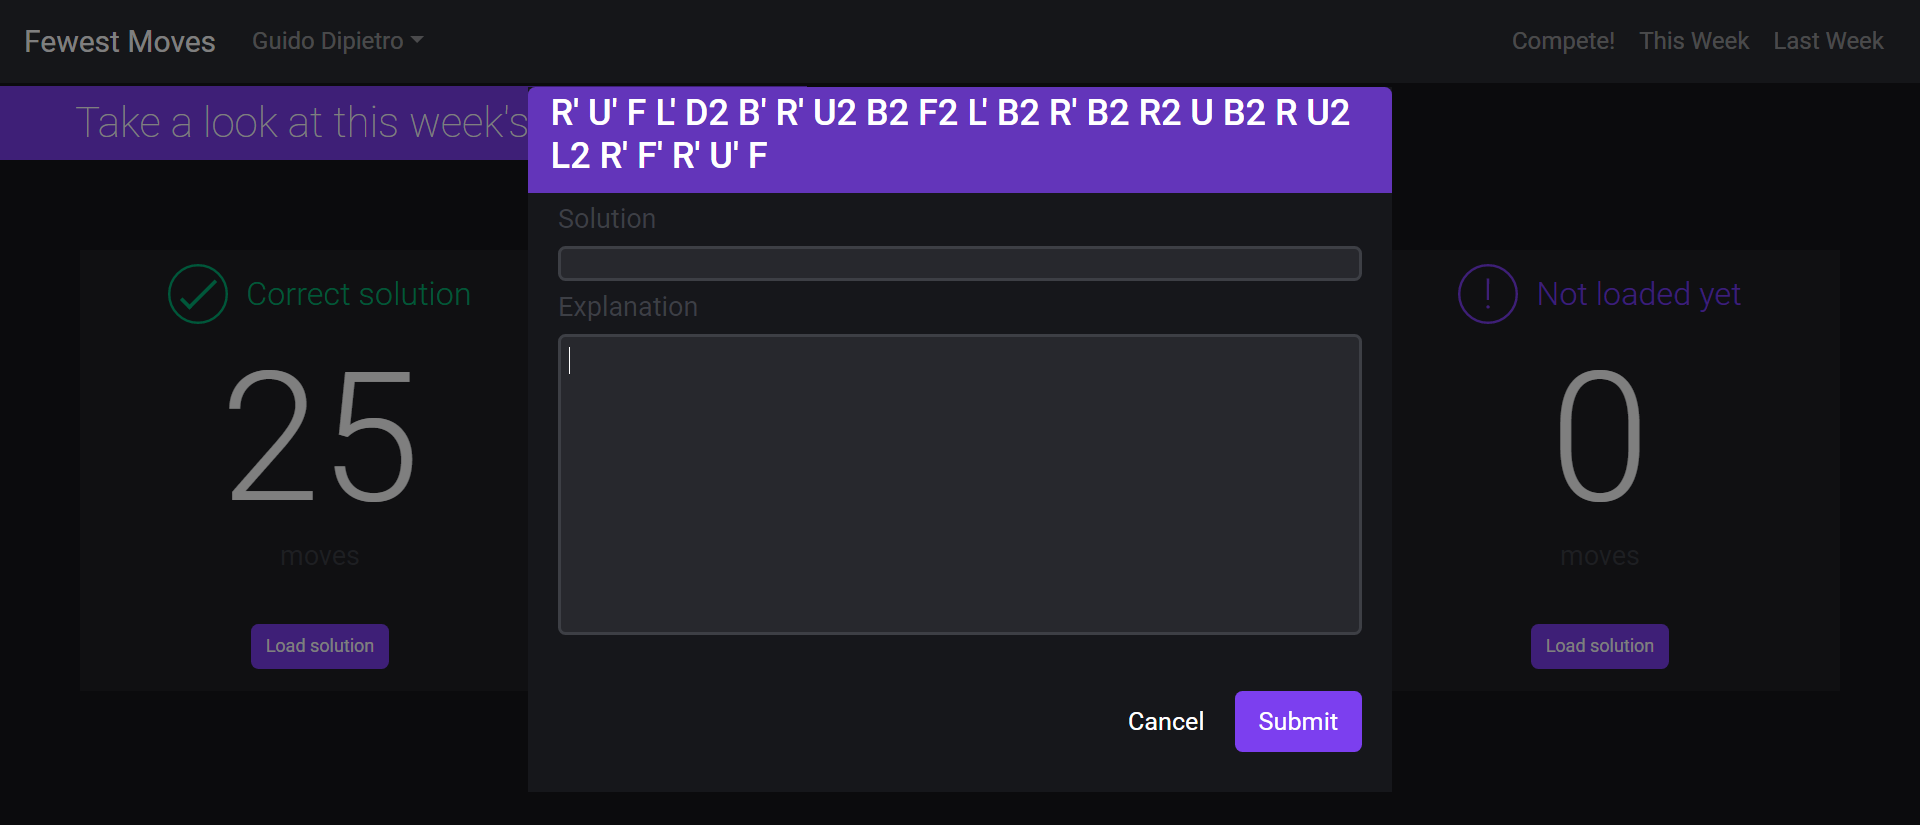 Fewest Moves Guido Dipietro Compete! This Week Last Week
Take a look at this week's
R' U' F L' D2 B' R' U2 B2 F2 L' B2 R' B2 R2 U B2 R U2
L2 R' F' R' U' F
Solution
Explanation
Cancel Submit
Correct solution
25
moves
Load solution
! Not loaded yet
0
moves
Load solution